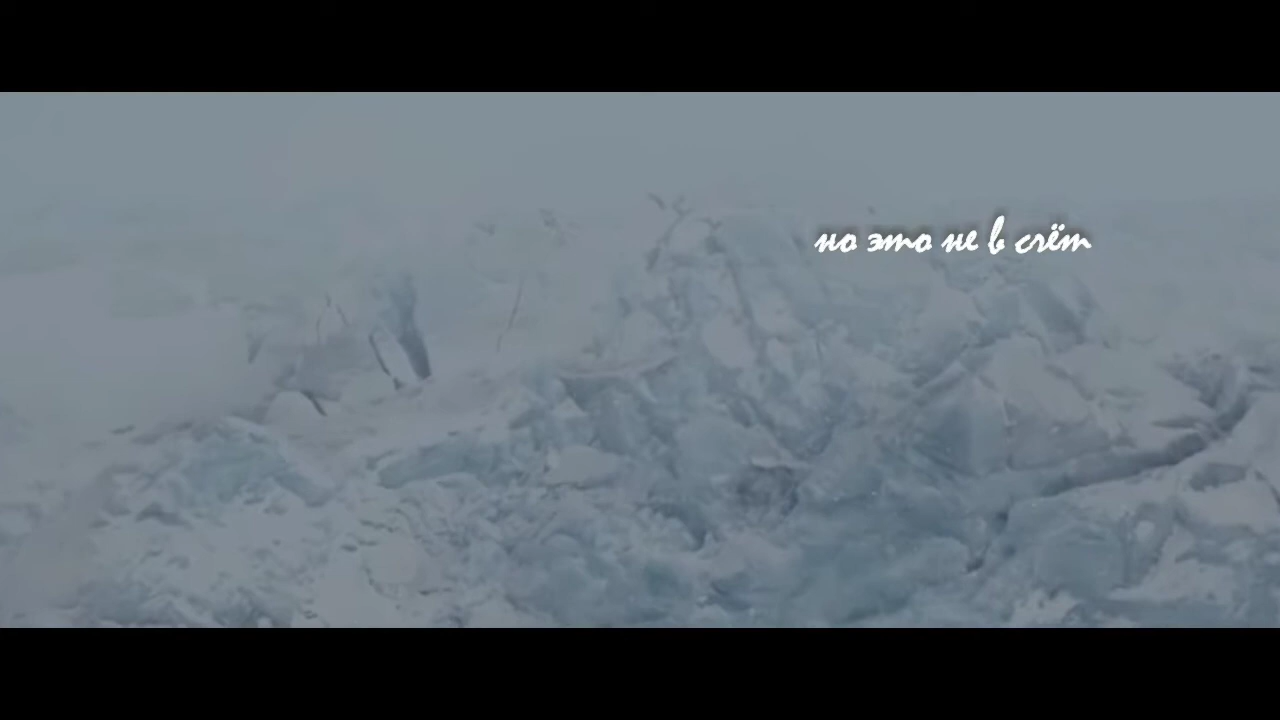 но это не в счёт